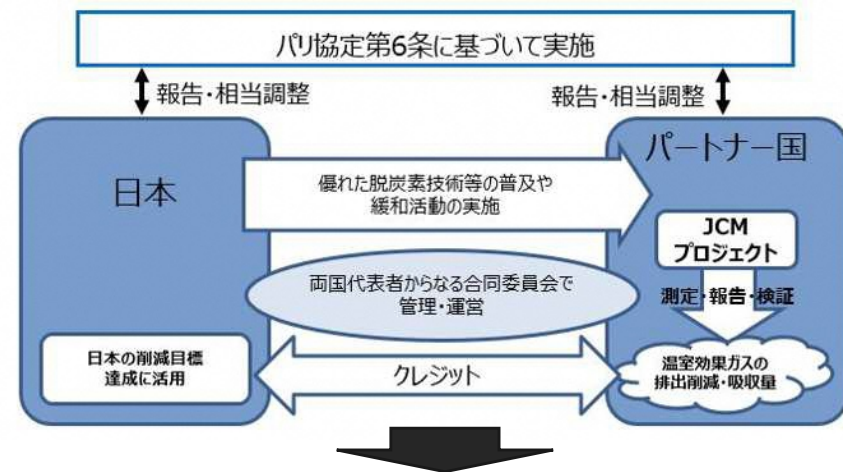 パリ協定第6条に基づいて実施
報告・相当調整
報告・相当調整
日本
パートナー国
優れた脱炭素技術等の普及や
緩和活動の実施
JCM
プロジェクト
両国代表者からなる合同委員会で
管理・運営
測定・報告・検証
日本の削減目標
達成に活用
クレジット
温室効果ガスの
排出削減・吸収量